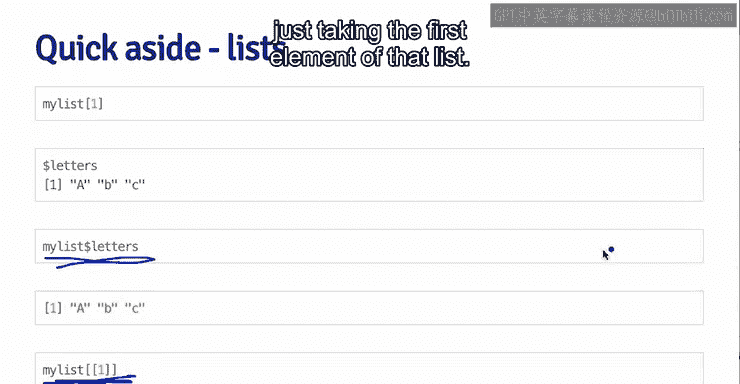 just taking the first
element of that list.
Quick aside - lists
mylist[1]
$letters
[1] "A" "b" "c"
mylist$letters
[1] "A" "b" "c"
mylist[[1]]